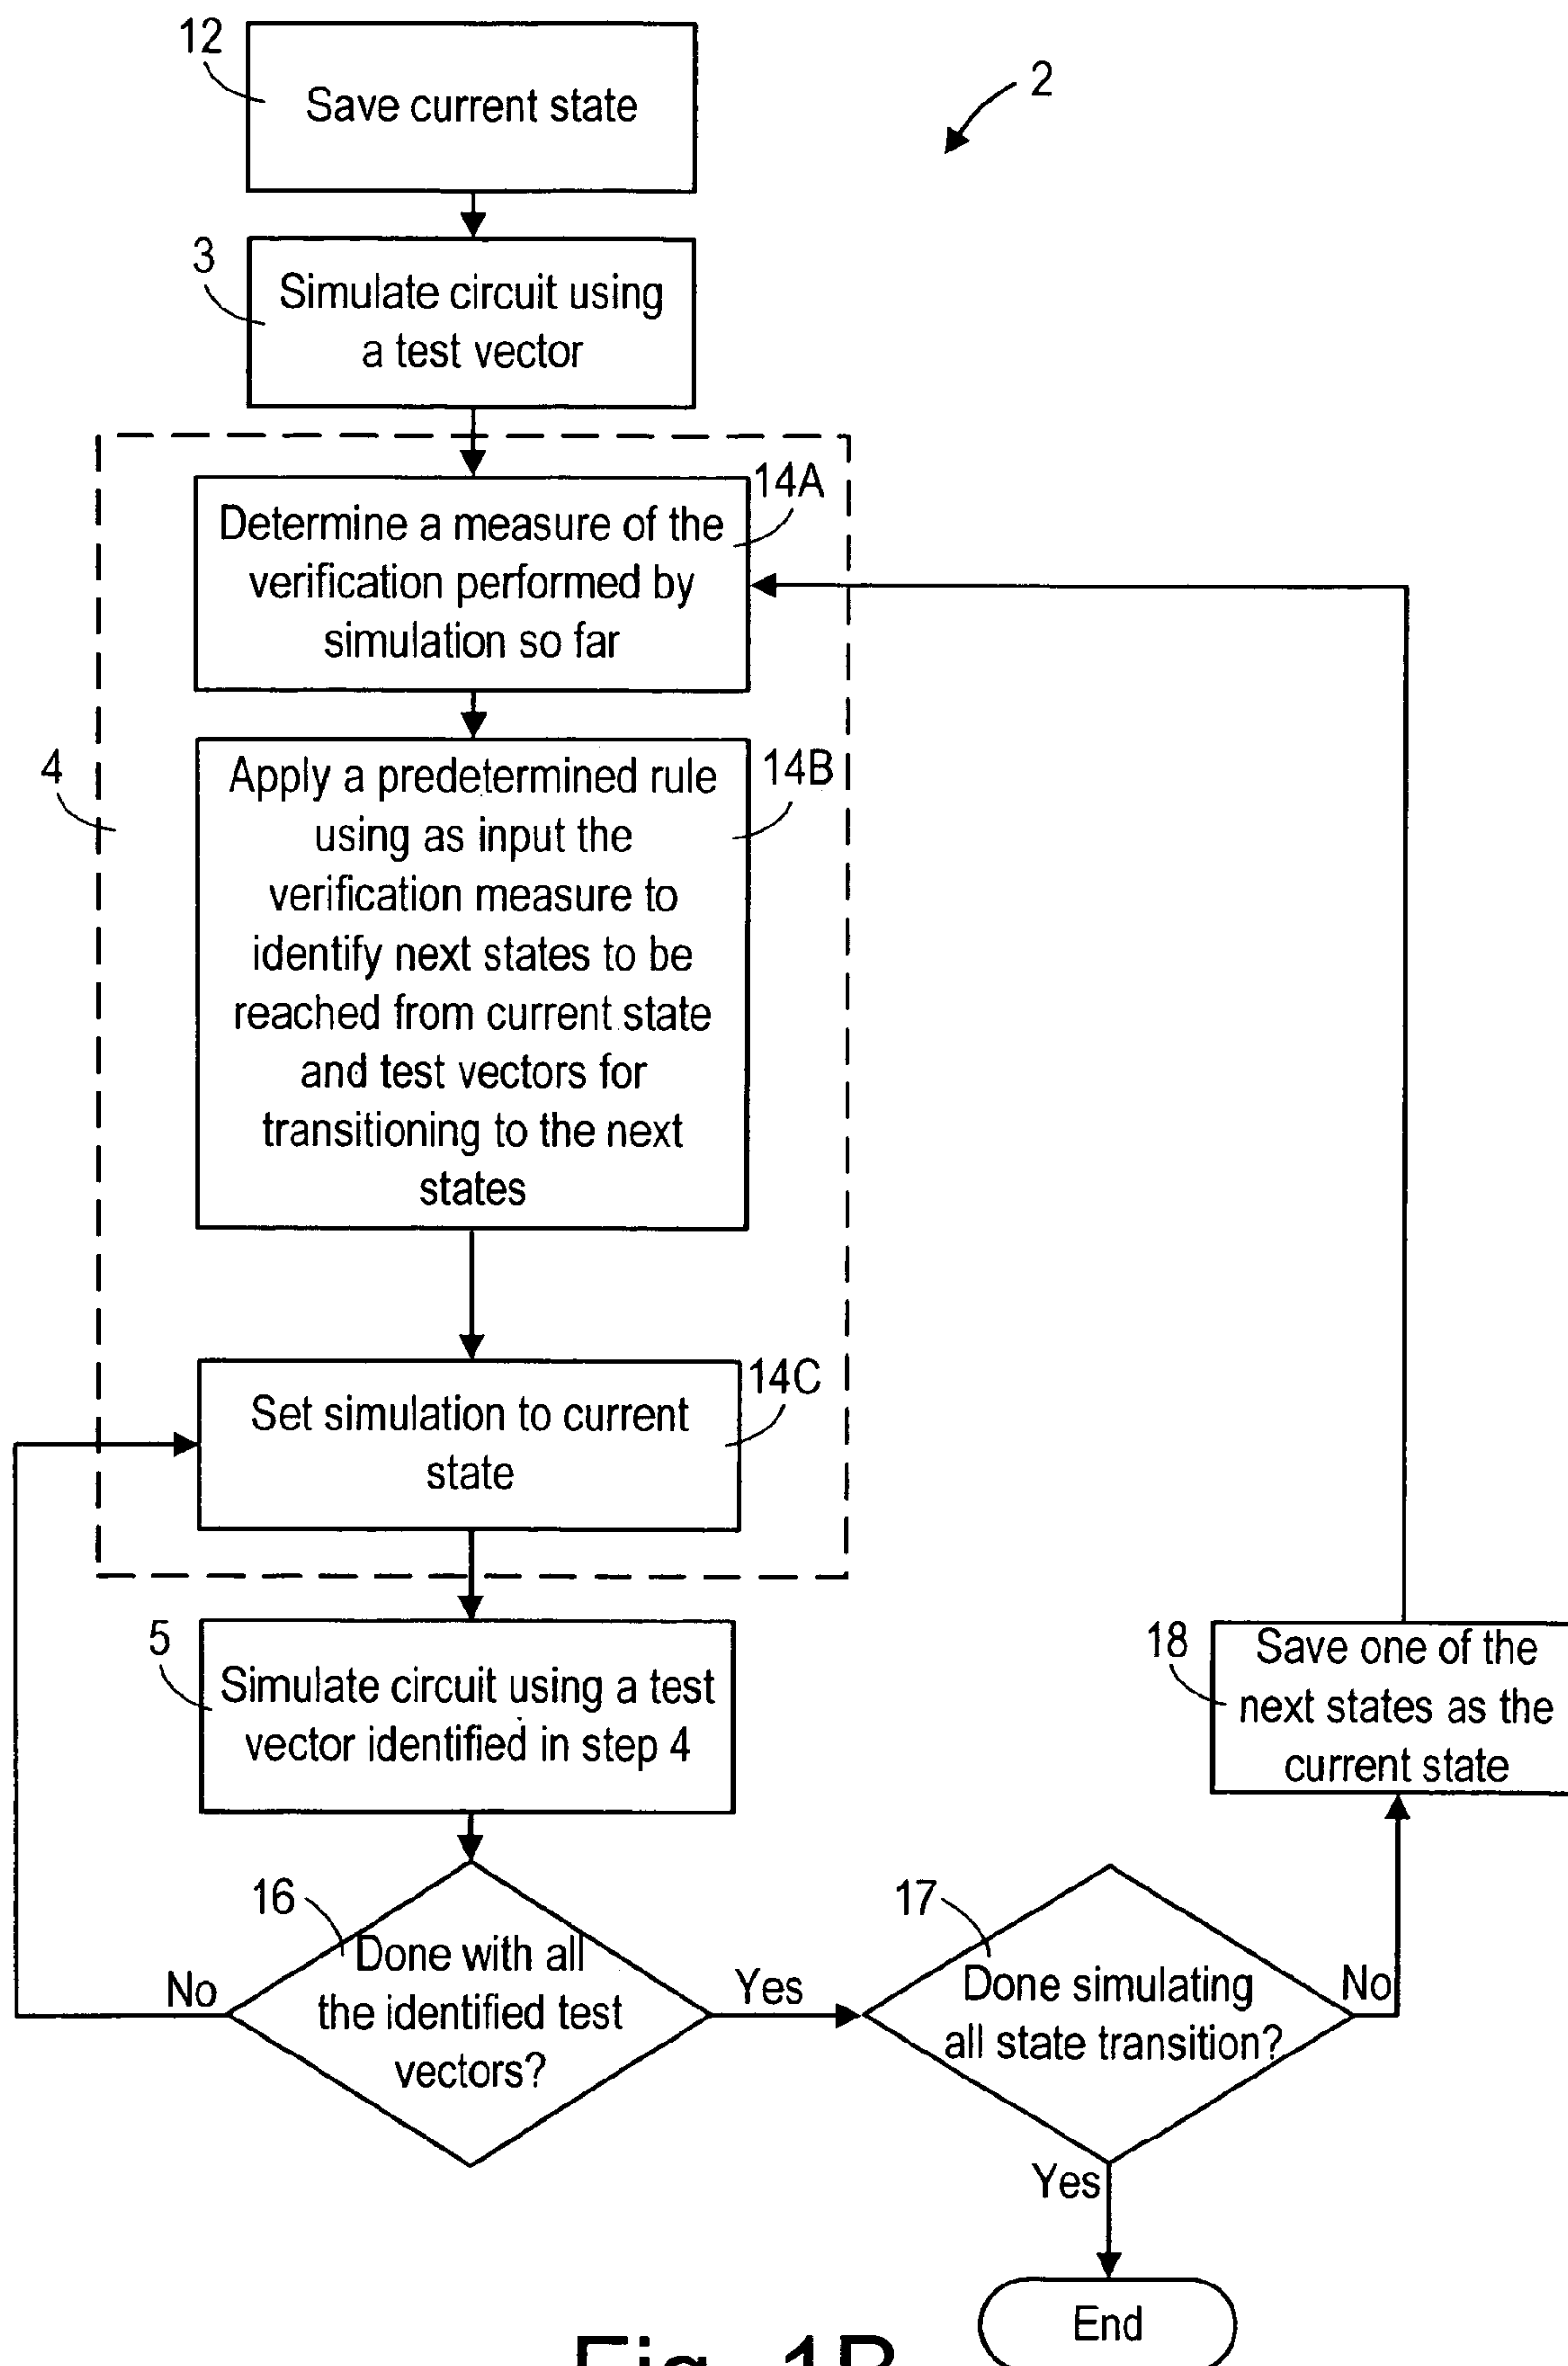 12
Save current state
2
3
Simulate circuit using
a test vector
14A
Determine a measure of the
verification performed by
simulation so far
4
14B
Apply a predetermined rule
using as input the
verification measure to
identify next states to be
reached from current state
and test vectors for
transitioning to the next
states
14C
Set simulation to current
state
5
Simulate circuit using a test
vector identified in step 4
18
Save one of the
next states as the
current state
16
Done with all
the identified test
vectors?
No
Yes
17
Done simulating
all state transition?
No
Yes
End
Fig. 1B